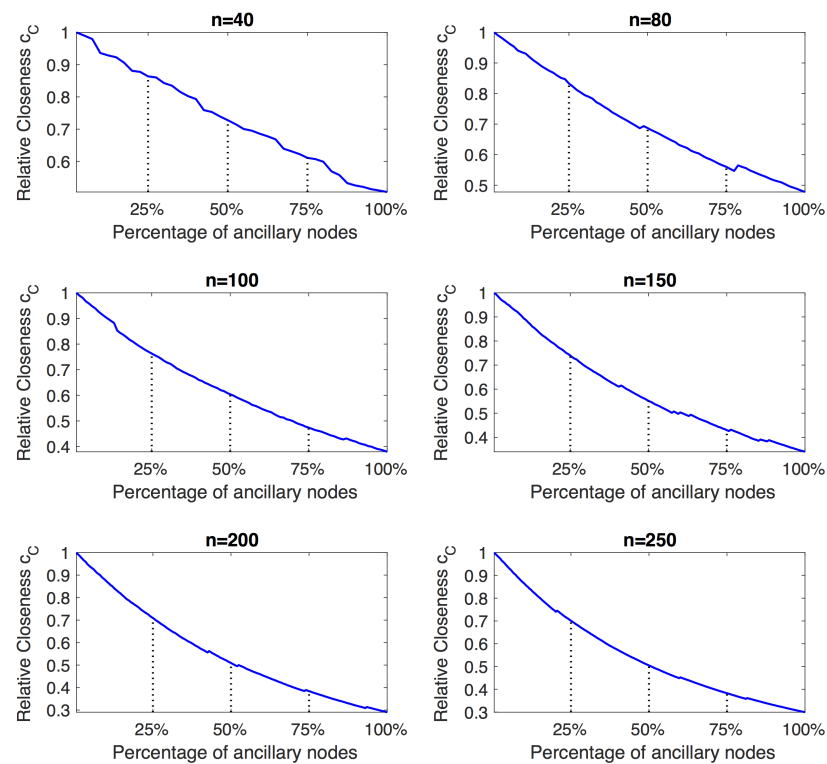 n=40
Relative Closeness c_C
1
0.9
0.8
0.7
0.6
25% 50% 75% 100%
Percentage of ancillary nodes
n=80
Relative Closeness c_C
1
0.9
0.8
0.7
0.6
0.5
25% 50% 75% 100%
Percentage of ancillary nodes
n=100
Relative Closeness c_C
1
0.9
0.8
0.7
0.6
0.5
0.4
25% 50% 75% 100%
Percentage of ancillary nodes
n=150
Relative Closeness c_C
1
0.9
0.8
0.7
0.6
0.5
0.4
25% 50% 75% 100%
Percentage of ancillary nodes
n=200
Relative Closeness c_C
1
0.9
0.8
0.7
0.6
0.5
0.4
0.3
25% 50% 75% 100%
Percentage of ancillary nodes
n=250
Relative Closeness c_C
1
0.9
0.8
0.7
0.6
0.5
0.4
0.3
25% 50% 75% 100%
Percentage of ancillary nodes